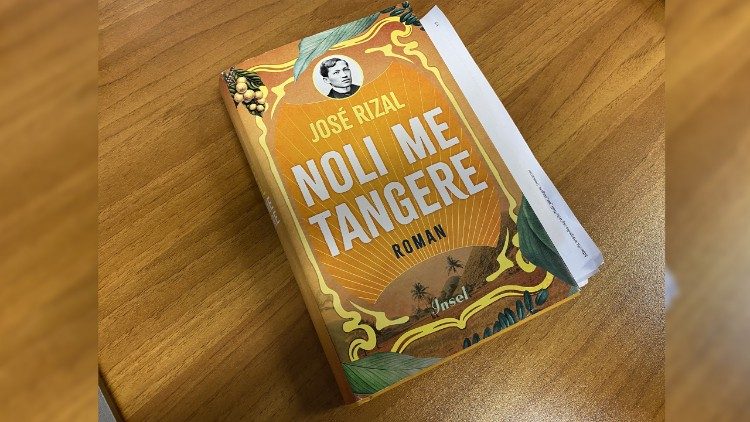 JOSÉ RIZAL
NOLI ME
TANGERE
ROMAN
Insel